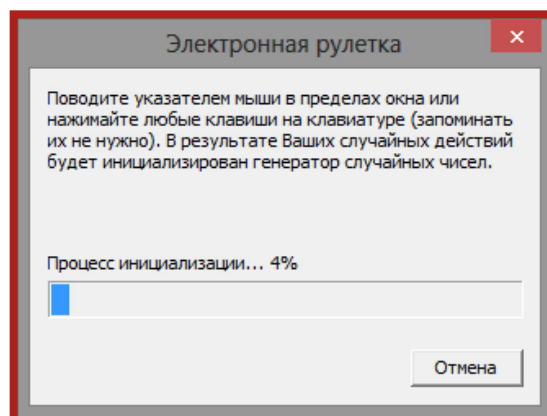 Электронная рулетка
Поводите указателем мыши в пределах окна или
нажимайте любые клавиши на клавиатуре (запоминать
их не нужно). В результате Ваших случайных действий
будет инициализирован генератор случайных чисел.
Процесс инициализации... 4%
Отмена